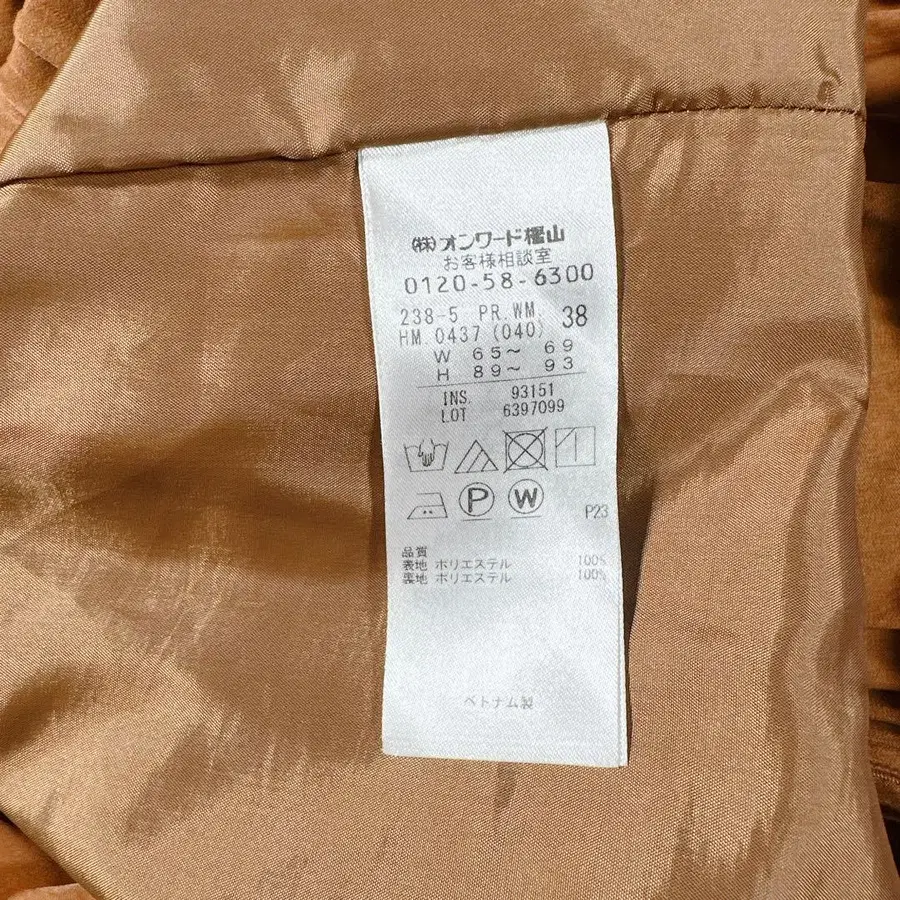 (株)オンワード樫山
お客様相談室
0120-58-6300
238-5 PR.WM. 38
HM.0437(040)
W 65〜 69
H 89〜 93
INS. 93151
LOT 6397099
P W
P23
品質
表地 ポリエステル 100%
裏地 ポリエステル 100%
ベトナム製